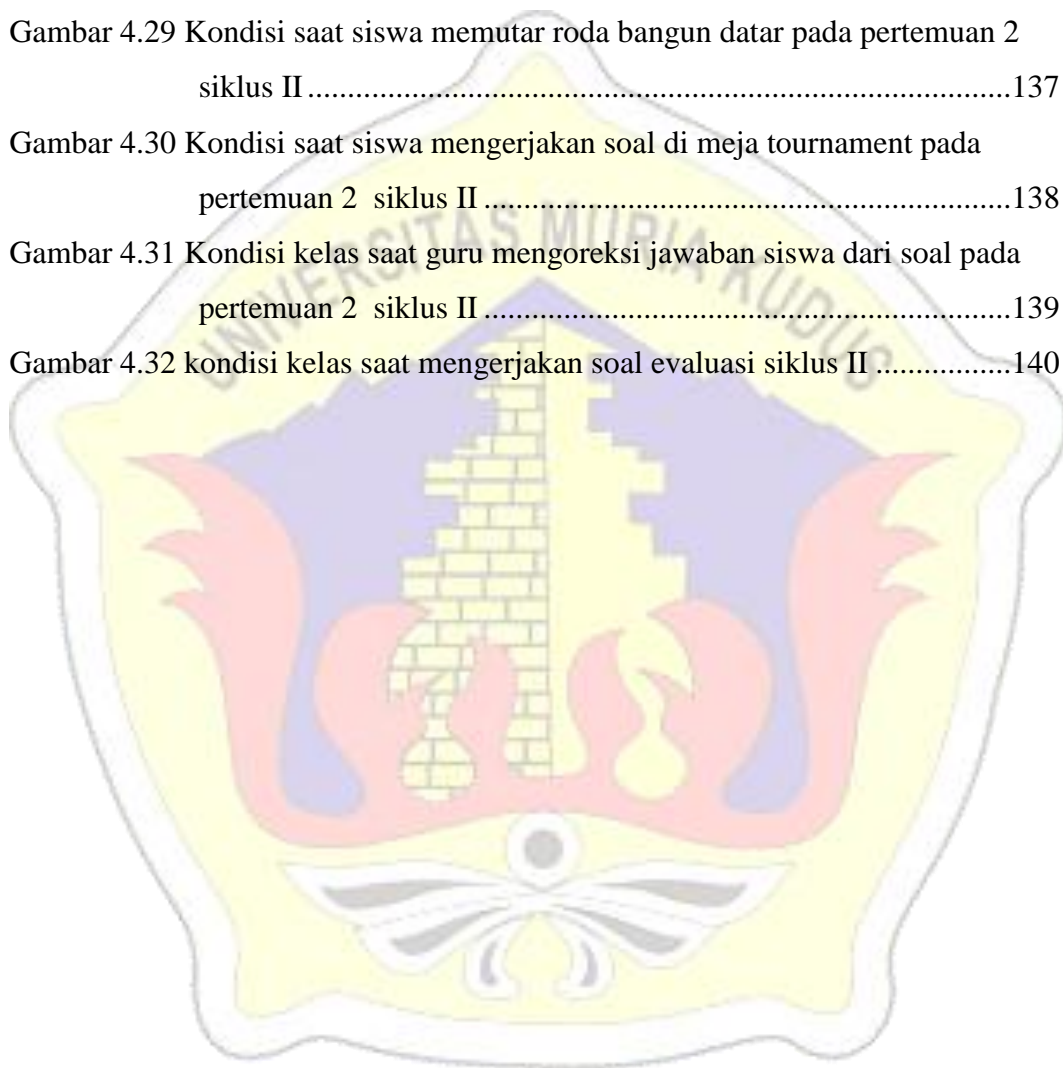 Gambar 4.29 Kondisi saat siswa memutar roda bangun datar pada pertemuan 2
siklus II ........................................................................137
Gambar 4.30 Kondisi saat siswa mengerjakan soal di meja tournament pada
pertemuan 2 siklus II ......................................................138
Gambar 4.31 Kondisi kelas saat guru mengoreksi jawaban siswa dari soal pada
pertemuan 2 siklus II ......................................................139
Gambar 4.32 kondisi kelas saat mengerjakan soal evaluasi siklus II .................140
UNIVERSITAS MURIA KUDUS